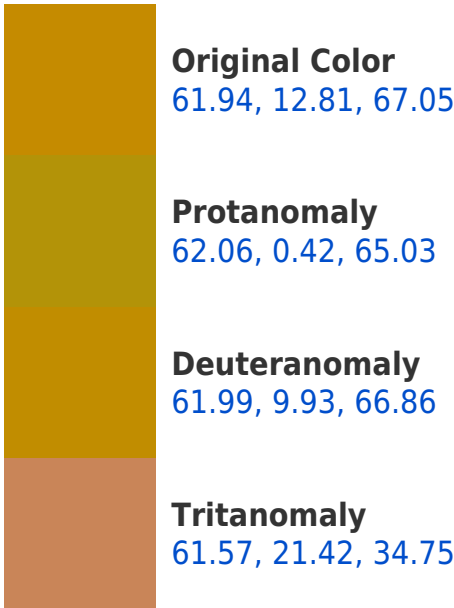 Original Color
61.94, 12.81, 67.05
Protanomaly
62.06, 0.42, 65.03
Deuteranomaly
61.99, 9.93, 66.86
Tritanomaly
61.57, 21.42, 34.75